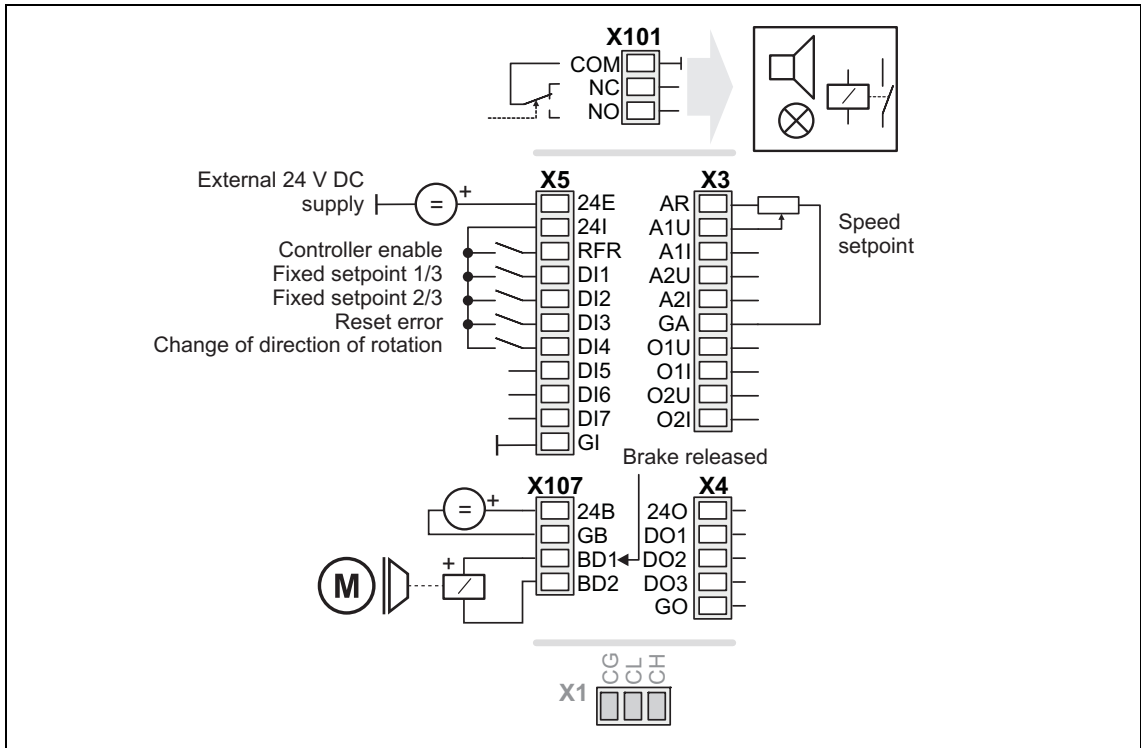 X101
COM
NC
NO
External 24 V DC
supply
=
+
X5
24E
24I
RFR
DI1
DI2
DI3
DI4
DI5
DI6
DI7
GI
Controller enable
Fixed setpoint 1/3
Fixed setpoint 2/3
Reset error
Change of direction of rotation
X3
AR
A1U
A1I
A2U
A2I
GA
O1U
O1I
O2U
O2I
Speed
setpoint
Brake released
X107
=
+
24B
GB
BD1
BD2
M
+
X4
24O
DO1
DO2
DO3
GO
X1
CG
CL
CH